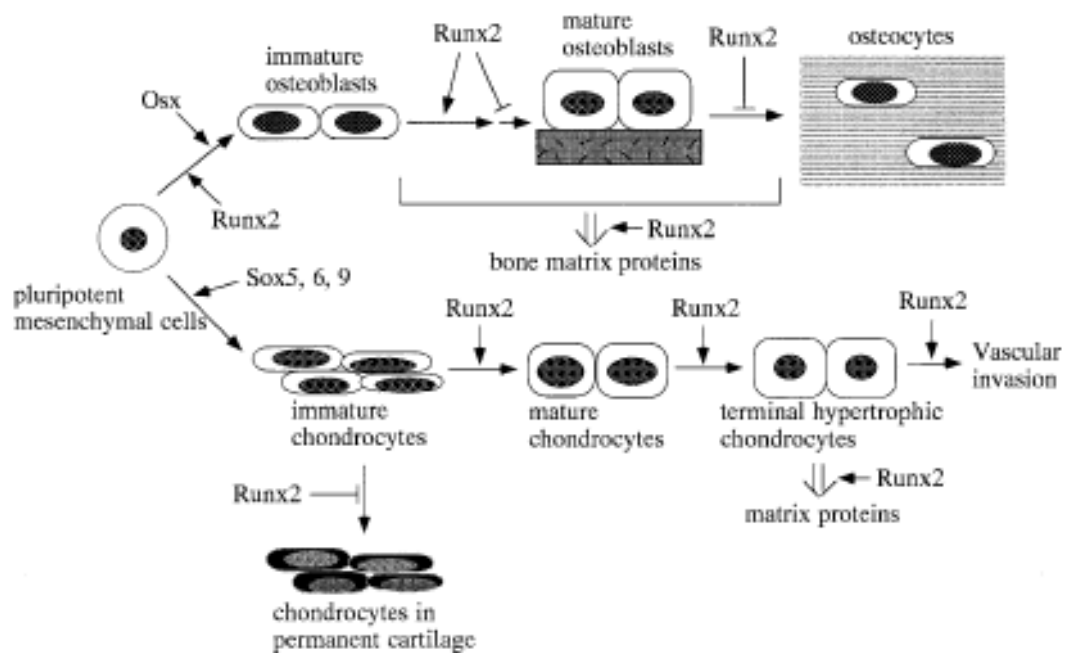 Runx2
mature
osteoblasts
Runx2
osteocytes
immature
osteoblasts
Osx
Runx2
Runx2
bone matrix proteins
pluripotent
mesenchymal cells
Sox5, 6, 9
Runx2
Runx2
Runx2
Vascular
invasion
immature
chondrocytes
mature
chondrocytes
terminal hypertrophic
chondrocytes
Runx2
Runx2
matrix proteins
chondrocytes in
permanent cartilage